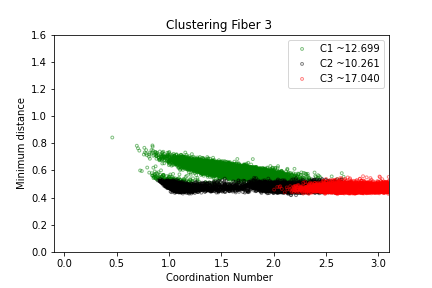 Clustering Fiber 3
1.6
1.4
1.2
1.0
0.8
0.6
0.4
0.2
0.0
Minimum distance
C1 ~12.699
C2 ~10.261
C3 ~17.040
0.0 0.5 1.0 1.5 2.0 2.5 3.0
Coordination Number